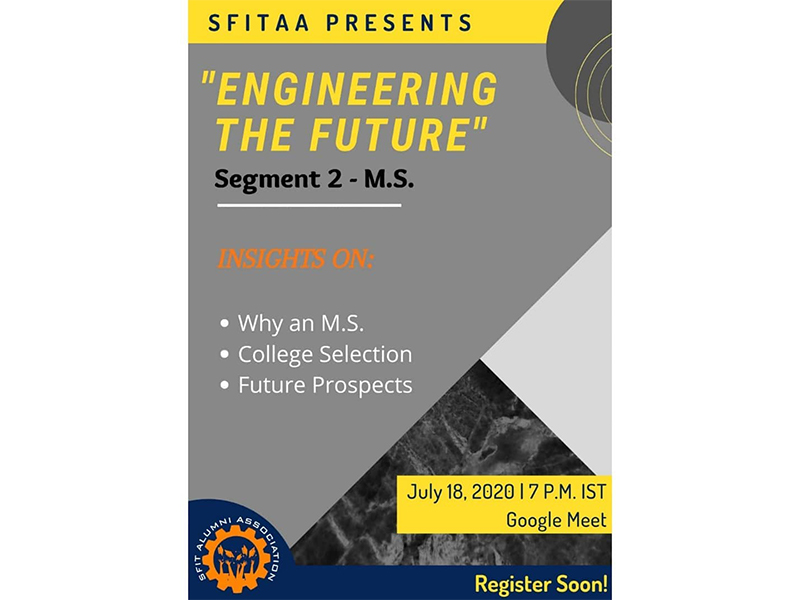 SFITAA PRESENTS
"ENGINEERING
THE FUTURE"
Segment 2 - M.S.
INSIGHTS ON:
• Why an M.S.
• College Selection
• Future Prospects
July 18, 2020 | 7 P.M. IST
Google Meet
SFIT ALUMNI ASSOCIATION
Register Soon!